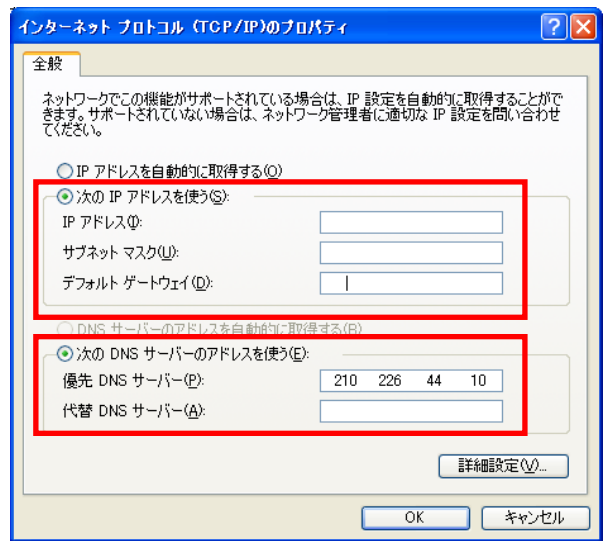 インターネット プロトコル (TCP/IP)のプロパティ
全般
ネットワークでこの機能がサポートされている場合は、IP 設定を自動的に取得することがで
きます。サポートされていない場合は、ネットワーク管理者に適切な IP 設定を問い合わせ
てください。
IP アドレスを自動的に取得する(O)
次の IP アドレスを使う(S):
IP アドレス(I):
サブネット マスク(U):
デフォルト ゲートウェイ(D):
DNS サーバーのアドレスを自動的に取得する(B)
次の DNS サーバーのアドレスを使う(E):
優先 DNS サーバー(P): 210 226 44 10
代替 DNS サーバー(A):
詳細設定(V)...
OK キャンセル